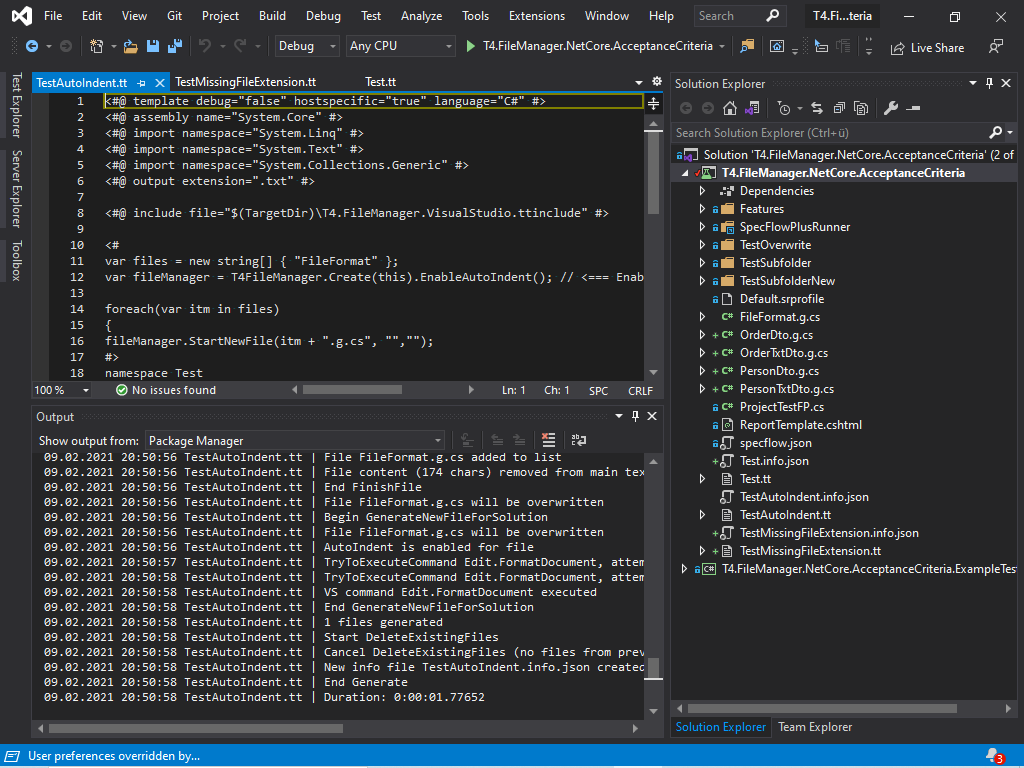 File Edit View Git Project Build Debug Test Analyze Tools Extensions Window Help Search T4.Fi...teria
Debug Any CPU T4.FileManager.NetCore.AcceptanceCriteria Live Share
Test Explorer
Server Explorer
Toolbox
TestAutoIndent.tt TestMissingFileExtension.tt Test.tt
1 <#@ template debug="false" hostspecific="true" language="C#" #>
2 <#@ assembly name="System.Core" #>
3 <#@ import namespace="System.Linq" #>
4 <#@ import namespace="System.Text" #>
5 <#@ import namespace="System.Collections.Generic" #>
6 <#@ output extension=".txt" #>
7
8 <#@ include file="$(TargetDir)\T4.FileManager.VisualStudio.ttinclude" #>
9
10 <#
11 var files = new string[] { "FileFormat" };
12 var fileManager = T4FileManager.Create(this).EnableAutoIndent(); // <=== Enab
13
14 foreach(var itm in files)
15 {
16 fileManager.StartNewFile(itm + ".g.cs", "","");
17 #>
18 namespace Test
100 % No issues found Ln: 1 Ch: 1 SPC CRLF
Output
Show output from: Package Manager
09.02.2021 20:50:56 TestAutoIndent.tt | File FileFormat.g.cs added to list
09.02.2021 20:50:56 TestAutoIndent.tt | File content (174 chars) removed from main tex
09.02.2021 20:50:56 TestAutoIndent.tt | End FinishFile
09.02.2021 20:50:56 TestAutoIndent.tt | File FileFormat.g.cs will be overwritten
09.02.2021 20:50:56 TestAutoIndent.tt | Begin GenerateNewFileForSolution
09.02.2021 20:50:56 TestAutoIndent.tt | File FileFormat.g.cs will be overwritten
09.02.2021 20:50:56 TestAutoIndent.tt | AutoIndent is enabled for file
09.02.2021 20:50:57 TestAutoIndent.tt | TryToExecuteCommand Edit.FormatDocument, attem
09.02.2021 20:50:58 TestAutoIndent.tt | TryToExecuteCommand Edit.FormatDocument, attem
09.02.2021 20:50:58 TestAutoIndent.tt | VS command Edit.FormatDocument executed
09.02.2021 20:50:58 TestAutoIndent.tt | End GenerateNewFileForSolution
09.02.2021 20:50:58 TestAutoIndent.tt | 1 files generated
09.02.2021 20:50:58 TestAutoIndent.tt | Start DeleteExistingFiles
09.02.2021 20:50:58 TestAutoIndent.tt | Cancel DeleteExistingFiles (no files from prev
09.02.2021 20:50:58 TestAutoIndent.tt | New info file TestAutoIndent.info.json created
09.02.2021 20:50:58 TestAutoIndent.tt | End Generate
09.02.2021 20:50:58 TestAutoIndent.tt | Duration: 0:00:01.77652
Solution Explorer
Search Solution Explorer (Ctrl+ü)
Solution 'T4.FileManager.NetCore.AcceptanceCriteria' (2 of
T4.FileManager.NetCore.AcceptanceCriteria
Dependencies
Features
SpecFlowPlusRunner
TestOverwrite
TestSubfolder
TestSubfolderNew
Default.srprofile
C# FileFormat.g.cs
C# OrderDto.g.cs
C# OrderTxtDto.g.cs
C# PersonDto.g.cs
C# PersonTxtDto.g.cs
C# ProjectTestFP.cs
ReportTemplate.cshtml
specflow.json
Test.info.json
Test.tt
TestAutoIndent.info.json
TestAutoIndent.tt
TestMissingFileExtension.info.json
TestMissingFileExtension.tt
C# T4.FileManager.NetCore.AcceptanceCriteria.ExampleTest
Solution Explorer Team Explorer
User preferences overridden by... 3